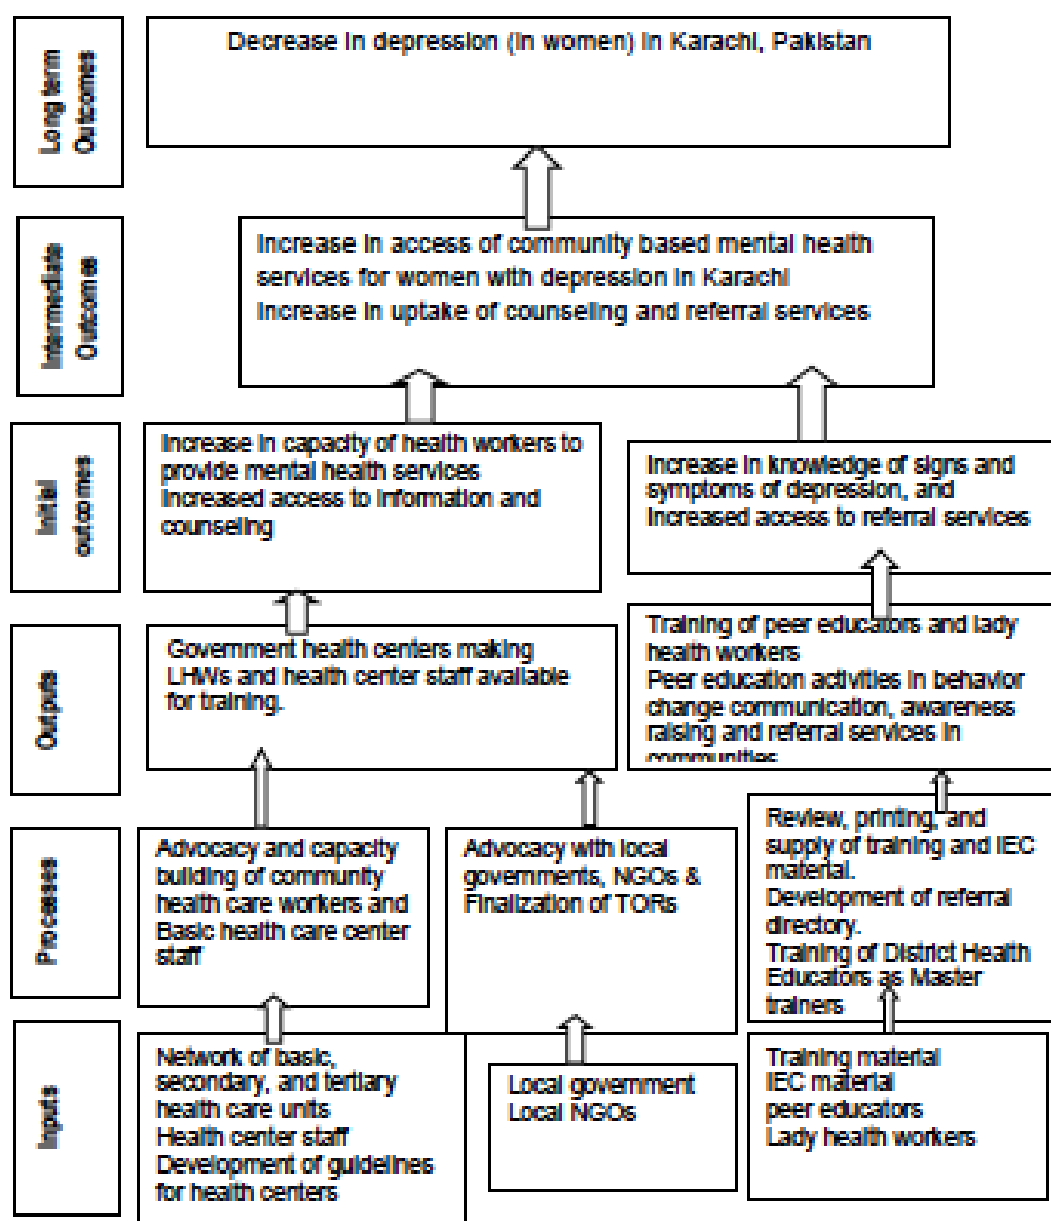 Long term
Outcomes
Decrease in depression (in women) in Karachi, Pakistan
Intermediate
Outcomes
Increase in access of community based mental health
services for women with depression in Karachi
Increase in uptake of counseling and referral services
Initial
outcomes
Increase in capacity of health workers to
provide mental health services
Increased access to information and
counseling
Increase in knowledge of signs and
symptoms of depression, and
Increased access to referral services
Outputs
Government health centers making
LHWs and health center staff available
for training.
Training of peer educators and lady
health workers
Peer education activities in behavior
change communication, awareness
raising and referral services in
communities
Processes
Advocacy and capacity
building of community
health care workers and
Basic health care center
staff
Advocacy with local
governments, NGOs &
Finalization of TORs
Review, printing, and
supply of training and IEC
material.
Development of referral
directory.
Training of District Health
Educators as Master
trainers
Inputs
Network of basic,
secondary, and tertiary
health care units
Health center staff
Development of guidelines
for health centers
Local government
Local NGOs
Training material
IEC material
peer educators
Lady health workers